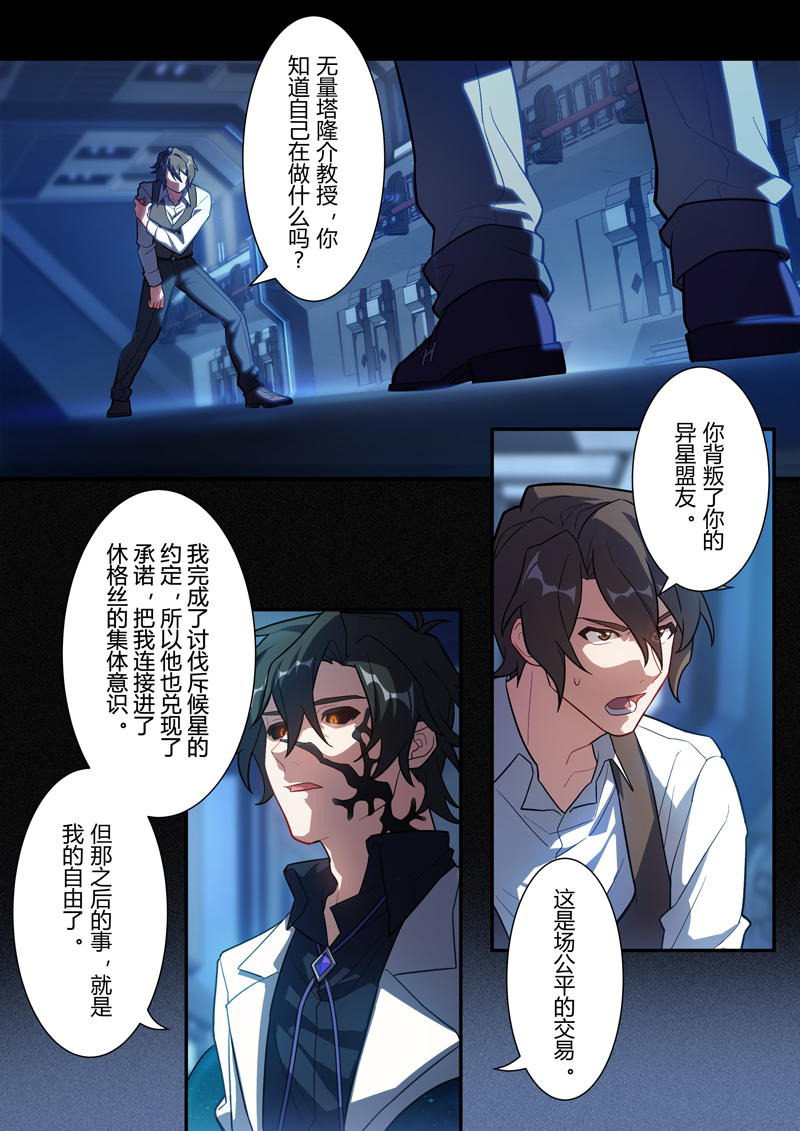 无量塔隆介教授，你
知道自己在做什么吗？
你背叛了你的
异星盟友。
这是场公平的交易。
我完成了讨伐斥候星的
约定，所以他也兑现了
承诺，把我连接进了
休格丝的集体意识。
但那之后的事，就是
我的自由了。